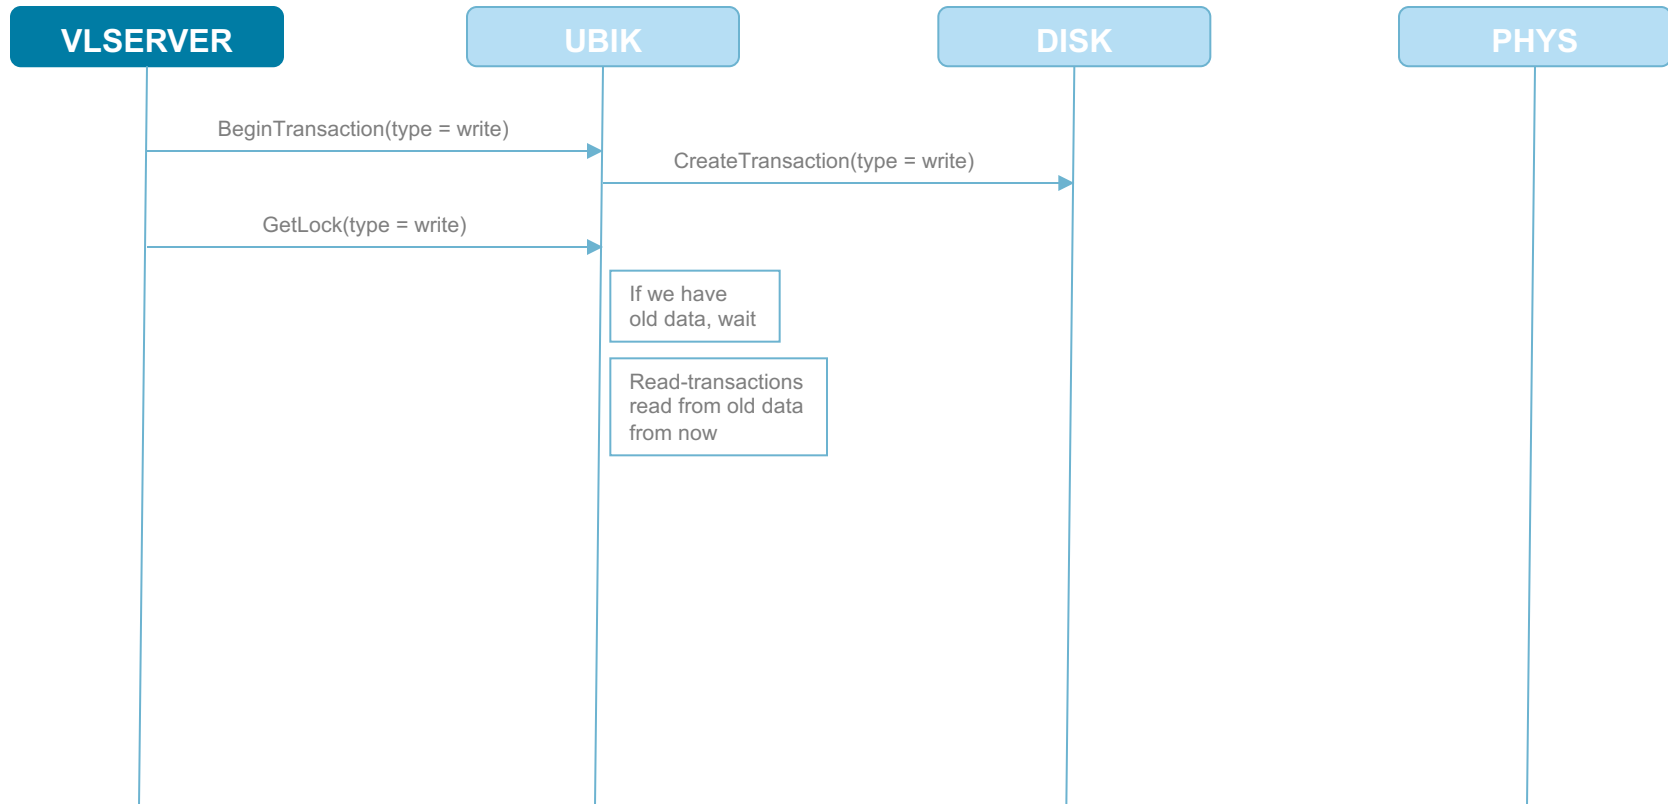 VLSERVER
UBIK
DISK
PHYS
BeginTransaction(type = write)
CreateTransaction(type = write)
GetLock(type = write)
If we have
old data, wait
Read-transactions
read from old data
from now